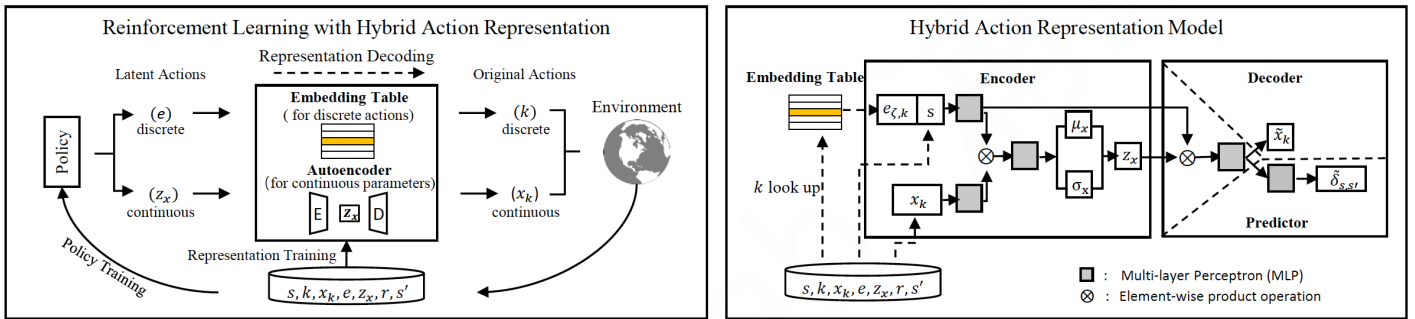 Reinforcement Learning with Hybrid Action Representation
Representation Decoding
Latent Actions
Original Actions
Policy
(e)
discrete
(z_x)
continuous
Embedding Table
( for discrete actions)
Autoencoder
(for continuous parameters)
E
z_x
D
(k)
discrete
(x_k)
continuous
Environment
Policy Training
Representation Training
s, k, x_k, e, z_x, r, s′
Hybrid Action Representation Model
Embedding Table
Encoder
Decoder
e_{ζ,k}
s
μ_x
σ_x
z_x
x̃_k
δ̃_{s,s′}
k look up
x_k
Predictor
s, k, x_k, e, z_x, r, s′
: Multi-layer Perceptron (MLP)
: Element-wise product operation